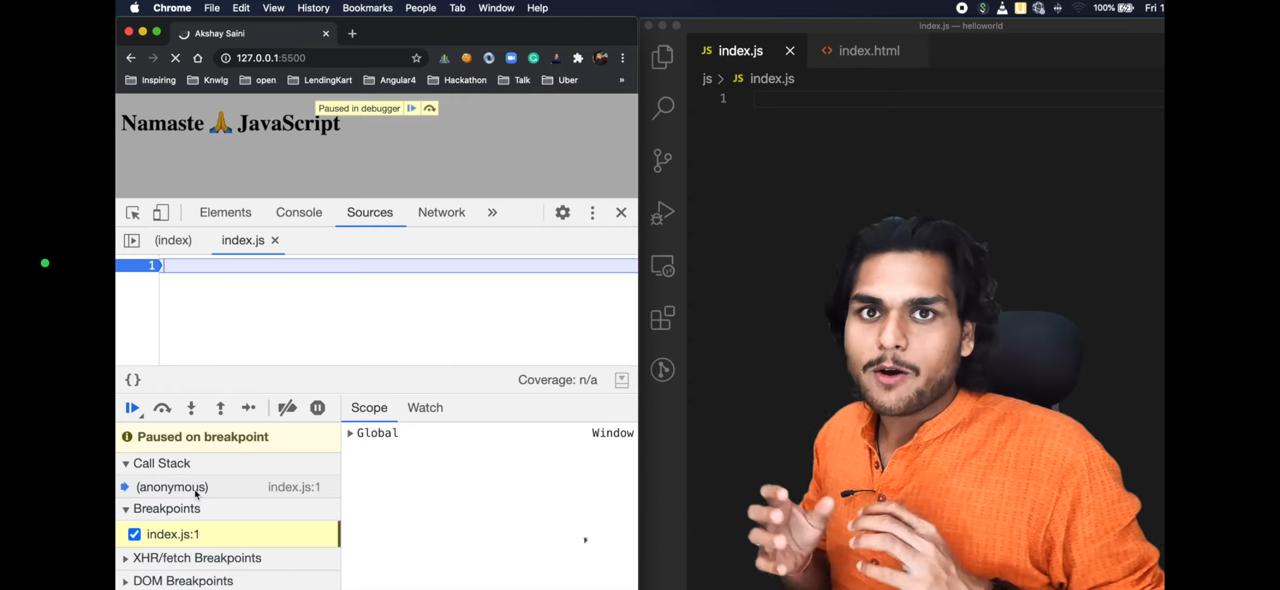 Chrome File Edit View History Bookmarks People Tab Window Help 100% Fri 1
Akshay Saini
127.0.0.1:5500
Inspiring Knwlg open LendingKart Angular4 Hackathon Talk Uber »
Paused in debugger
Namaste 🙏 JavaScript
Elements Console Sources Network »
(index) index.js
1
{} Coverage: n/a
Scope Watch
Paused on breakpoint
Global Window
Call Stack
(anonymous) index.js:1
Breakpoints
index.js:1
XHR/fetch Breakpoints
DOM Breakpoints
index.js — helloworld
JS index.js <> index.html
js > JS index.js
1